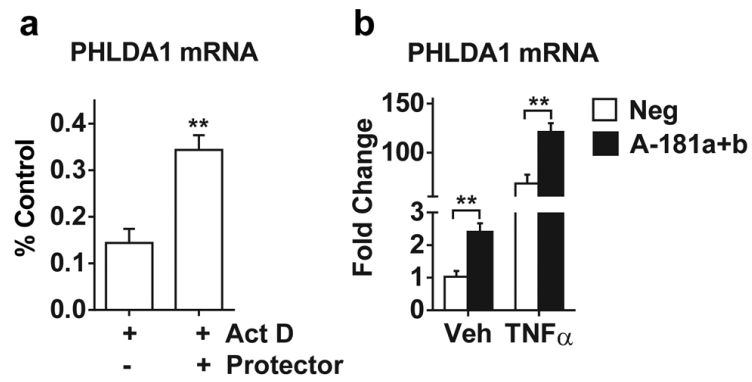 a
PHLDA1 mRNA
% Control
0.4
0.3
0.2
0.1
0.0
**
+ + Act D
- + Protector
b
PHLDA1 mRNA
Fold Change
150
100
3
2
1
0
**
**
Neg
A-181a+b
Veh TNFα